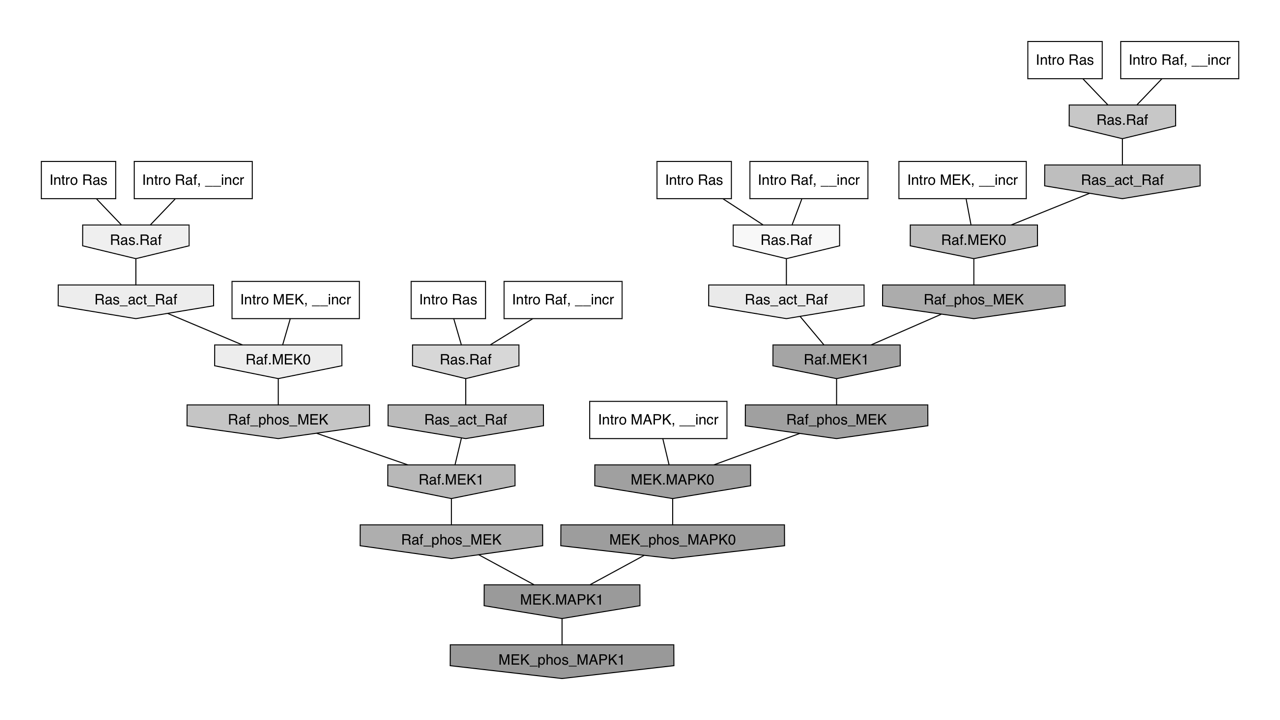 Intro Ras
Intro Raf, __incr
Ras.Raf
Intro Ras
Intro Raf, __incr
Intro Ras
Intro Raf, __incr
Intro MEK, __incr
Ras_act_Raf
Ras.Raf
Ras.Raf
Raf.MEK0
Ras_act_Raf
Intro MEK, __incr
Intro Ras
Intro Raf, __incr
Ras_act_Raf
Raf_phos_MEK
Raf.MEK0
Ras.Raf
Raf.MEK1
Raf_phos_MEK
Ras_act_Raf
Intro MAPK, __incr
Raf_phos_MEK
Raf.MEK1
MEK.MAPK0
Raf_phos_MEK
MEK_phos_MAPK0
MEK.MAPK1
MEK_phos_MAPK1